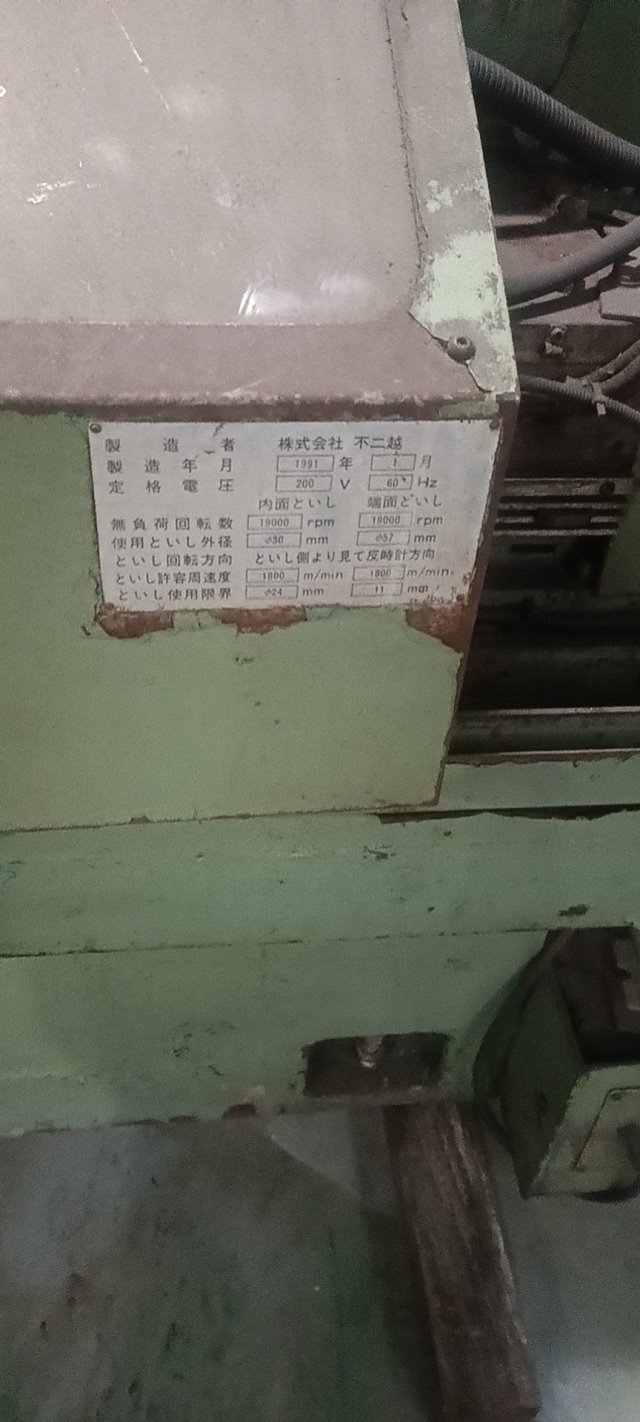 製造者 株式会社 不二越
製造年月 1991 年 1 月
定格電圧 200 V 60 Hz
内面といし 端面といし
無負荷回転数 19000 rpm 19000 rpm
使用といし外径 φ30 mm φ57 mm
といし回転方向 といし側より見て反時計方向
といし許容周速度 1800 m/min 1800 m/min
といし使用限界 φ24 mm 11 mm